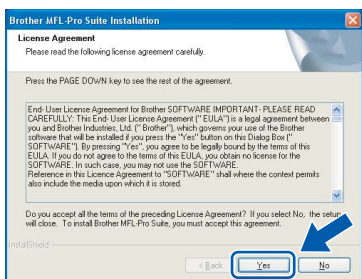 Brother MFL-Pro Suite Installation
License Agreement
Please read the following license agreement carefully.
Press the PAGE DOWN key to see the rest of the agreement.
End- User License Agreement for Brother SOFTWARE IMPORTANT- PLEASE READ
CAREFULLY: This End- User License Agreement (" EULA") is a legal agreement between
you and Brother Industries, Ltd. (" Brother"), which governs your use of the Brother
software that will be installed if you press the "Yes" button on this Dialog Box ("
SOFTWARE"). By pressing "Yes", you agree to be legally bound by the terms of this
EULA. If you do not agree to the terms of this EULA, you obtain no license for the
SOFTWARE. In such case, you may not use the SOFTWARE.
Reference in this Licence Agreement to "SOFTWARE" shall where the context permits
also include the media upon which it is stored.
Do you accept all the terms of the preceding License Agreement? If you select No, the setup
will close. To install Brother MFL-Pro Suite, you must accept this agreement.
InstallShield
< Back Yes No